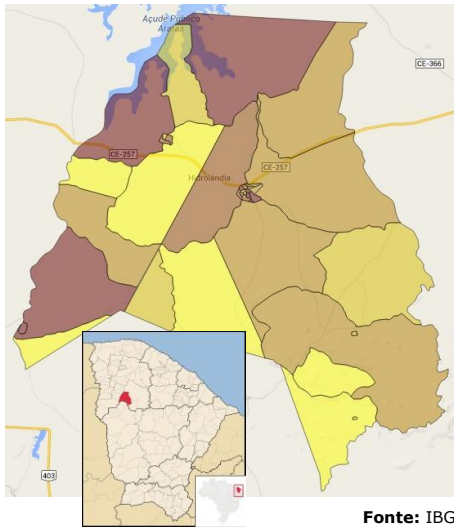 Açude Público
Araras
CE-366
CE-257
CE-257
Hidrolândia
403
Fonte: IBG